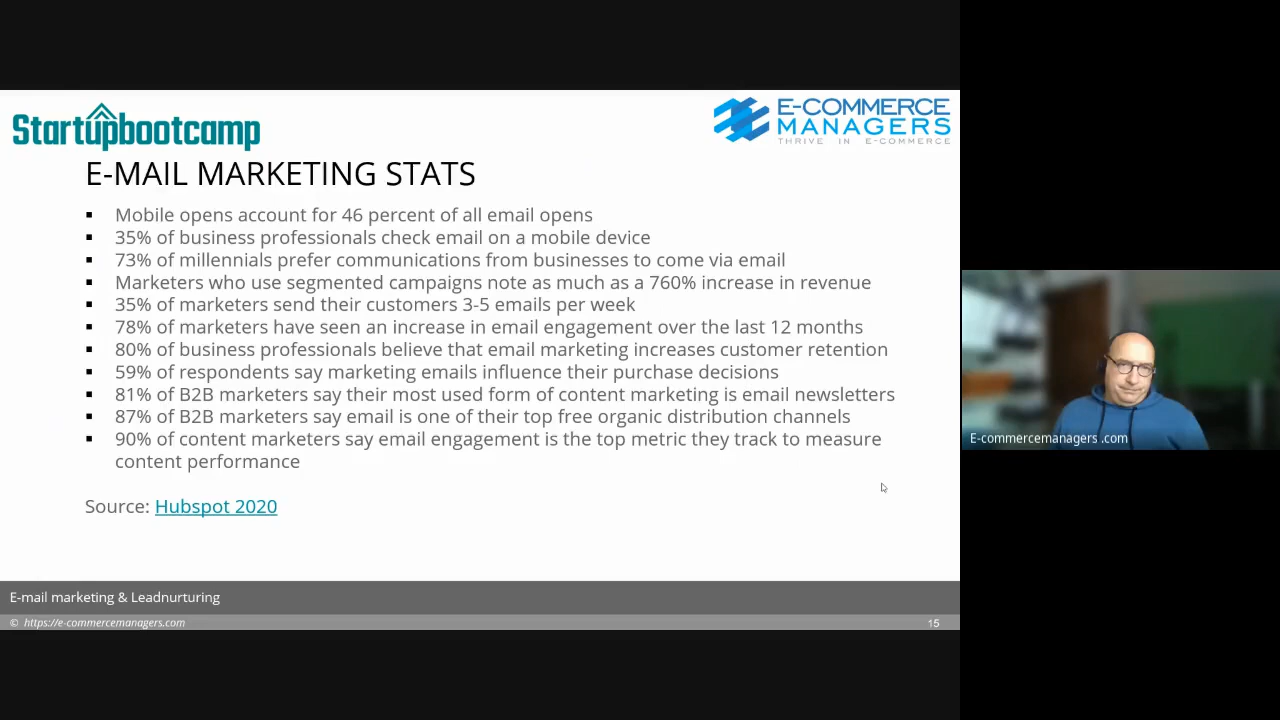 Startupbootcamp
E-COMMERCE
MANAGERS
THRIVE IN E-COMMERCE
E-MAIL MARKETING STATS
▪ Mobile opens account for 46 percent of all email opens
▪ 35% of business professionals check email on a mobile device
▪ 73% of millennials prefer communications from businesses to come via email
▪ Marketers who use segmented campaigns note as much as a 760% increase in revenue
▪ 35% of marketers send their customers 3-5 emails per week
▪ 78% of marketers have seen an increase in email engagement over the last 12 months
▪ 80% of business professionals believe that email marketing increases customer retention
▪ 59% of respondents say marketing emails influence their purchase decisions
▪ 81% of B2B marketers say their most used form of content marketing is email newsletters
▪ 87% of B2B marketers say email is one of their top free organic distribution channels
▪ 90% of content marketers say email engagement is the top metric they track to measure
content performance
Source: Hubspot 2020
E-mail marketing & Leadnurturing
© https://e-commercemanagers.com
15
E-commercemanagers .com